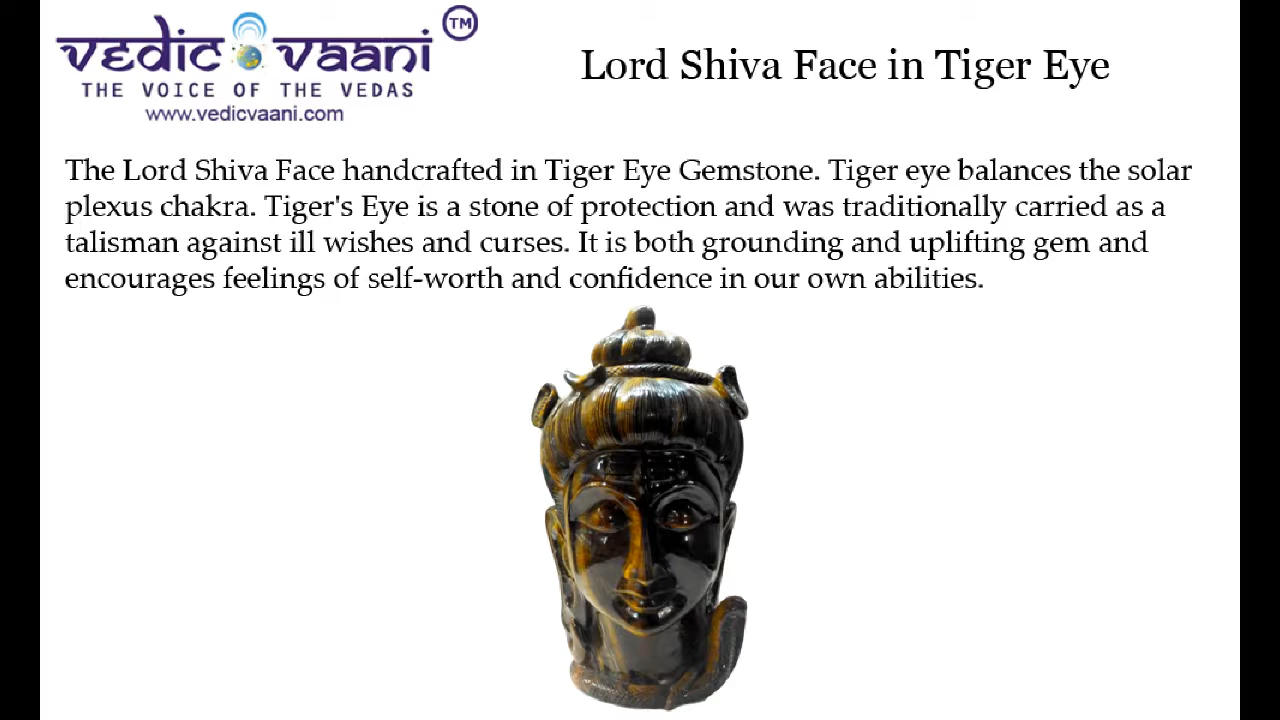 vedic vaani TM
THE VOICE OF THE VEDAS
www.vedicvaani.com
Lord Shiva Face in Tiger Eye
The Lord Shiva Face handcrafted in Tiger Eye Gemstone. Tiger eye balances the solar
plexus chakra. Tiger's Eye is a stone of protection and was traditionally carried as a
talisman against ill wishes and curses. It is both grounding and uplifting gem and
encourages feelings of self-worth and confidence in our own abilities.